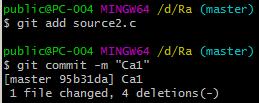 public@PC-004 MINGW64 /d/Ra (master)
$ git add source2.c
public@PC-004 MINGW64 /d/Ra (master)
$ git commit -m "Ca1"
[master 95b31da] Ca1
1 file changed, 4 deletions(-)